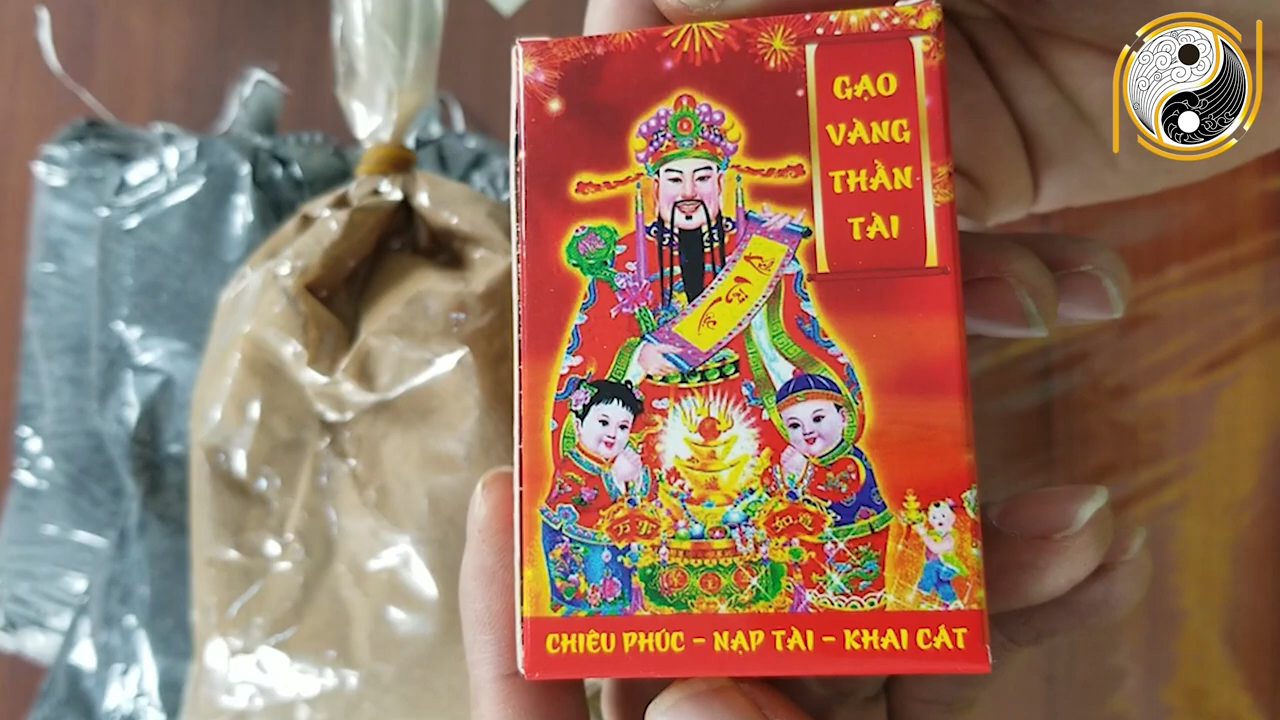 GẠO
VÀNG
THẦN
TÀI
CHIÊU PHÚC - NẠP TÀI - KHAI CÁT